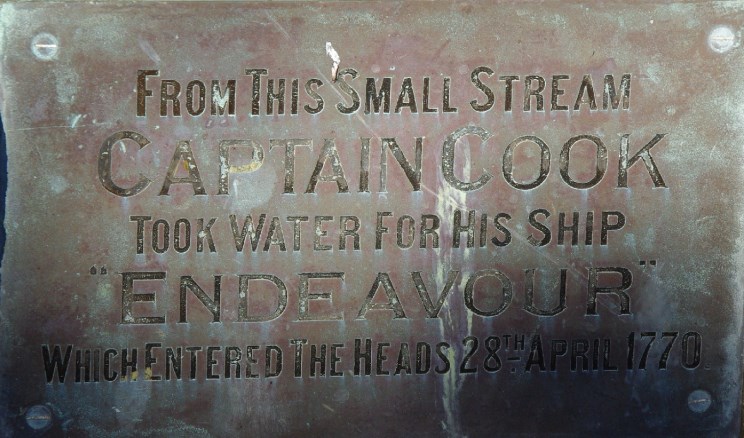 From This Small Stream
Captain Cook
Took Water For His Ship
"Endeavour"
Which Entered The Heads 28TH April 1770.